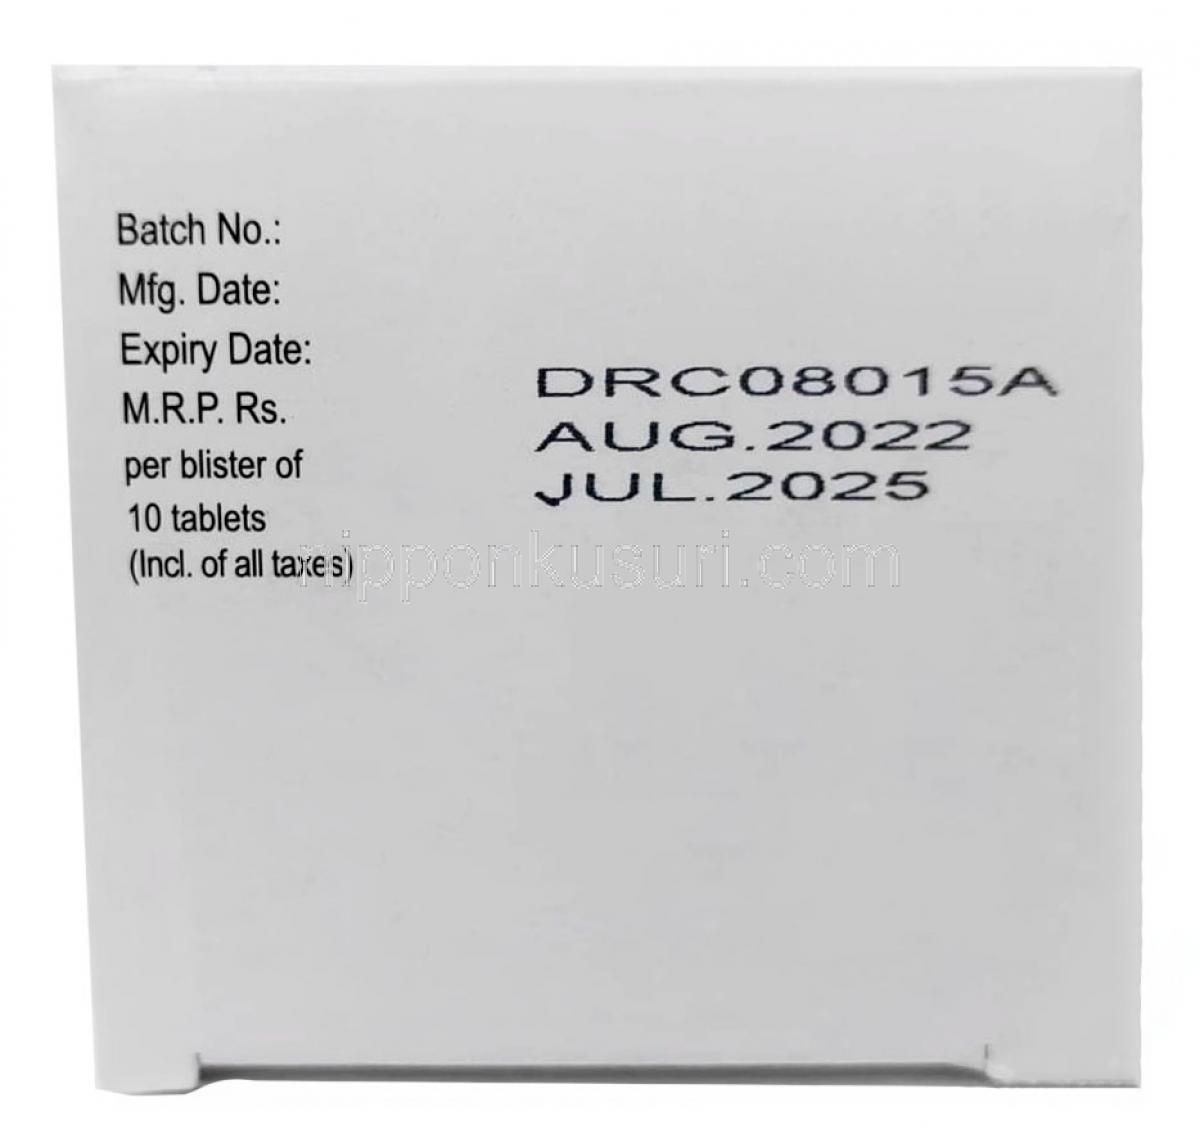 Batch No.:
Mfg. Date:
Expiry Date:
M.R.P. Rs.
per blister of
10 tablets
(Incl. of all taxes)
DRC08015A
AUG.2022
JUL.2025
nipponkusuri.com